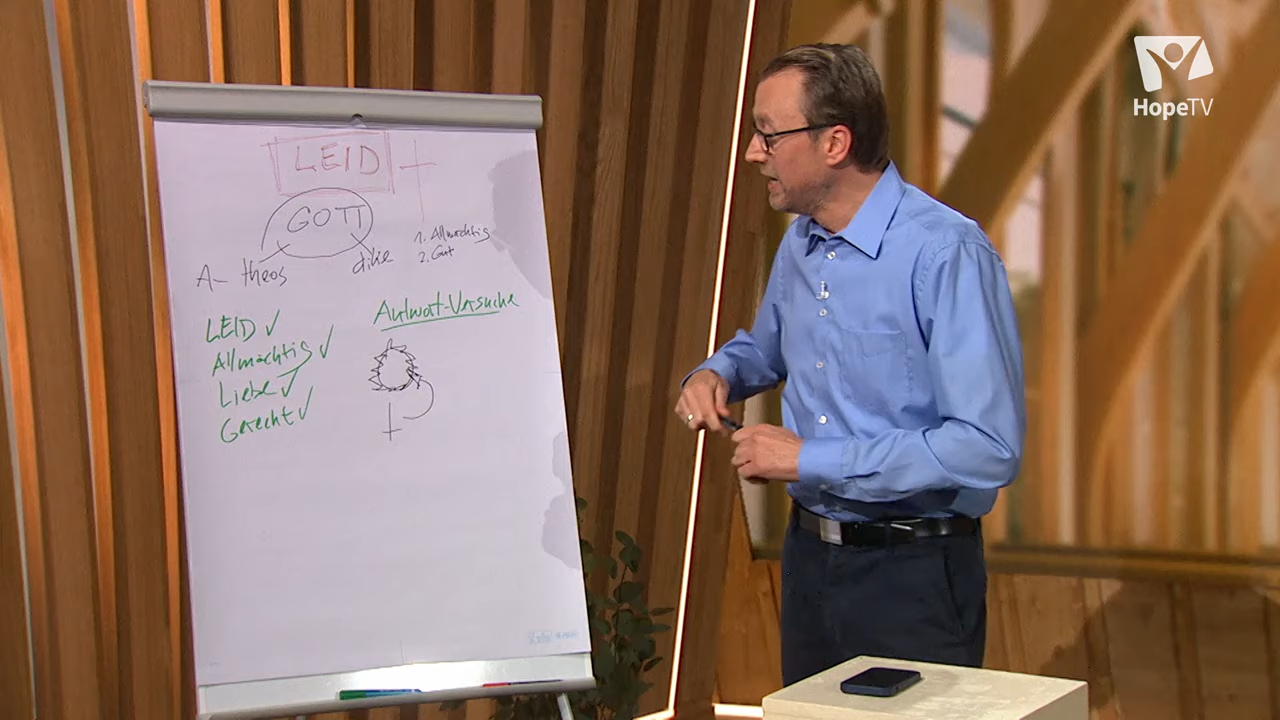 LEID
GOTT
1. Allmächtig
2. Gut
A- theos
dike
Antwort-Versuche
LEID ✓
Allmächtig ✓
Liebe ✓
Gerecht ✓
HopeTV